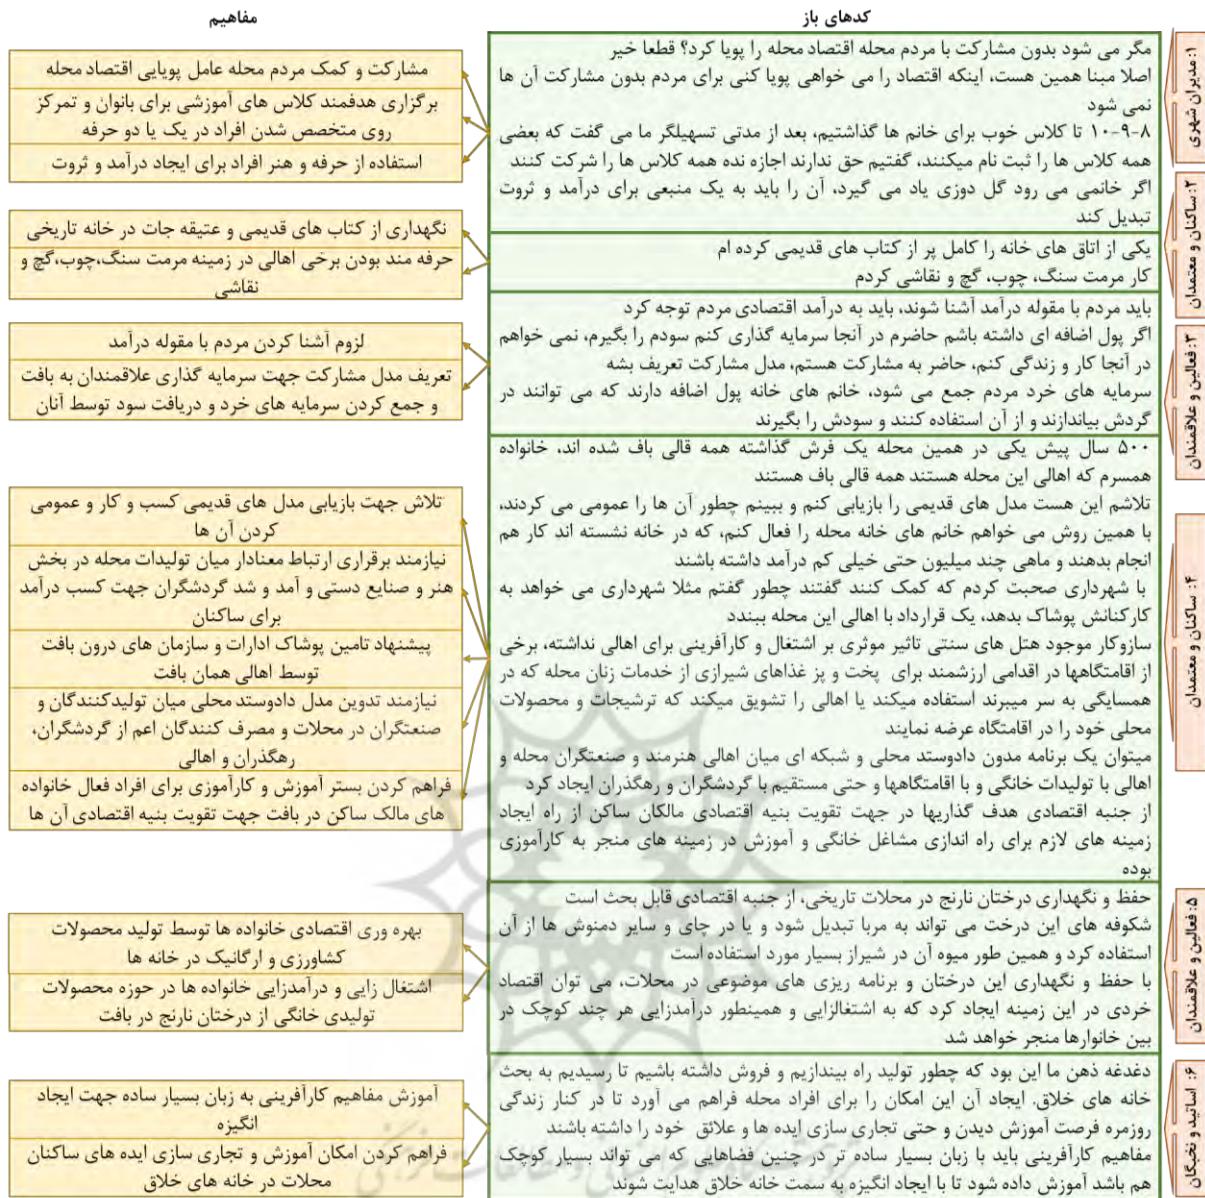 کدهای باز
مفاهیم
۱: مدیران شهری
مگر می شود بدون مشارکت با مردم محله اقتصاد محله را پویا کرد؟ قطعا خیر
اصلا مبنا همین هست، اینکه اقتصاد را می خواهی پویا کنی برای مردم بدون مشارکت آن ها
نمی شود
۸-۹-۱۰ تا کلاس خوب برای خانم ها گذاشتیم، بعد از مدتی تسهیلگر ما می گفت که بعضی
همه کلاس ها را ثبت نام میکنند، گفتیم حق ندارند اجازه نده همه کلاس ها را شرکت کنند
اگر خانمی می رود گل دوزی یاد می گیرد، آن را باید به یک منبعی برای درآمد و ثروت
تبدیل کند
مشارکت و کمک مردم محله عامل پویایی اقتصاد محله
برگزاری هدفمند کلاس های آموزشی برای بانوان و تمرکز
روی متخصص شدن افراد در یک یا دو حرفه
استفاده از حرفه و هنر افراد برای ایجاد درآمد و ثروت
۲: ساکنان و معتمدان
یکی از اتاق های خانه را کامل پر از کتاب های قدیمی کرده ام
کار مرمت سنگ، چوب، گچ و نقاشی کردم
نگهداری از کتاب های قدیمی و عتیقه جات در خانه تاریخی
حرفه مند بودن برخی اهالی در زمینه مرمت سنگ،چوب،گچ و
نقاشی
۳: فعالین و علاقمندان
باید مردم با مقوله درآمد آشنا شوند، باید به درآمد اقتصادی مردم توجه کرد
اگر پول اضافه ای داشته باشم حاضرم در آنجا سرمایه گذاری کنم سودم را بگیرم، نمی خواهم
در آنجا کار و زندگی کنم، حاضر به مشارکت هستم، مدل مشارکت تعریف بشه
سرمایه های خرد مردم جمع می شود، خانم های خانه پول اضافه دارند که می توانند در
گردش بیاندازند و از آن استفاده کنند و سودش را بگیرند
لزوم آشنا کردن مردم با مقوله درآمد
تعریف مدل مشارکت جهت سرمایه گذاری علاقمندان به بافت
و جمع کردن سرمایه های خرد و دریافت سود توسط آنان
۴: ساکنان و معتمدان
۵۰۰ سال پیش یکی در همین محله یک فرش گذاشته همه قالی باف شده اند، خانواده
همسرم که اهالی این محله هستند همه قالی باف هستند
تلاشم این هست مدل های قدیمی را بازیابی کنم و ببینم چطور آن ها را عمومی می کردند،
با همین روش می خواهم خانم های خانه محله را فعال کنم، که در خانه نشسته اند کار هم
انجام بدهند و ماهی چند میلیون حتی خیلی کم درآمد داشته باشند
با شهرداری صحبت کردم که کمک کنند گفتند چطور گفتم مثلا شهرداری می خواهد به
کارکنانش پوشاک بدهد، یک قرارداد با اهالی این محله ببندد
سازوکار موجود هتل های سنتی تاثیر موثری بر اشتغال و کارآفرینی برای اهالی نداشته، برخی
از اقامتگاهها در اقدامی ارزشمند برای پخت و پز غذاهای شیرازی از خدمات زنان محله که در
همسایگی به سر میبرند استفاده میکند یا اهالی را تشویق میکند که ترشیجات و محصولات
محلی خود را در اقامتگاه عرضه نمایند
میتوان یک برنامه مدون دادوستد محلی و شبکه ای میان اهالی هنرمند و صنعتگران محله و
اهالی با تولیدات خانگی و با اقامتگاهها و حتی مستقیم با گردشگران و رهگذران ایجاد کرد
از جنبه اقتصادی هدف گذاریها در جهت تقویت بنیه اقتصادی مالکان ساکن از راه ایجاد
زمینه های لازم برای راه اندازی مشاغل خانگی و آموزش در زمینه های منجر به کارآموزی
بوده
تلاش جهت بازیابی مدل های قدیمی کسب و کار و عمومی
کردن آن ها
نیازمند برقراری ارتباط معنادار میان تولیدات محله در بخش
هنر و صنایع دستی و آمد و شد گردشگران جهت کسب درآمد
برای ساکنان
پیشنهاد تامین پوشاک ادارات و سازمان های درون بافت
توسط اهالی همان بافت
نیازمند تدوین مدل دادوستد محلی میان تولیدکنندگان و
صنعتگران در محلات و مصرف کنندگان اعم از گردشگران،
رهگذران و اهالی
فراهم کردن بستر آموزش و کارآموزی برای افراد فعال خانواده
های مالک ساکن در بافت جهت تقویت بنیه اقتصادی آن ها
۵: فعالین و علاقمندان
حفظ و نگهداری درختان نارنج در محلات تاریخی، از جنبه اقتصادی قابل بحث است
شکوفه های این درخت می تواند به مربا تبدیل شود و یا در چای و سایر دمنوش ها از آن
استفاده کرد و همین طور میوه آن در شیراز بسیار مورد استفاده است
با حفظ و نگهداری این درختان و برنامه ریزی های موضوعی در محلات، می توان اقتصاد
خردی در این زمینه ایجاد کرد که به اشتغالزایی و همینطور درآمدزایی هر چند کوچک در
بین خانوارها منجر خواهد شد
بهره وری اقتصادی خانواده ها توسط تولید محصولات
کشاورزی و ارگانیک در خانه ها
اشتغال زایی و درآمدزایی خانواده ها در حوزه محصولات
تولیدی خانگی از درختان نارنج در بافت
۶: اساتید و نخبگان
دغدغه ذهن ما این بود که چطور تولید راه بیندازیم و فروش داشته باشیم تا رسیدیم به بحث
خانه های خلاق. ایجاد آن این امکان را برای افراد محله فراهم می آورد تا در کنار زندگی
روزمره فرصت آموزش دیدن و حتی تجاری سازی ایده ها و علائق خود را داشته باشند
مفاهیم کارآفرینی باید با زبان بسیار ساده تر در چنین فضاهایی که می تواند بسیار کوچک
هم باشد آموزش داده شود تا با ایجاد انگیزه به سمت خانه خلاق هدایت شوند
آموزش مفاهیم کارآفرینی به زبان بسیار ساده جهت ایجاد
انگیزه
فراهم کردن امکان آموزش و تجاری سازی ایده های ساکنان
محلات در خانه های خلاق